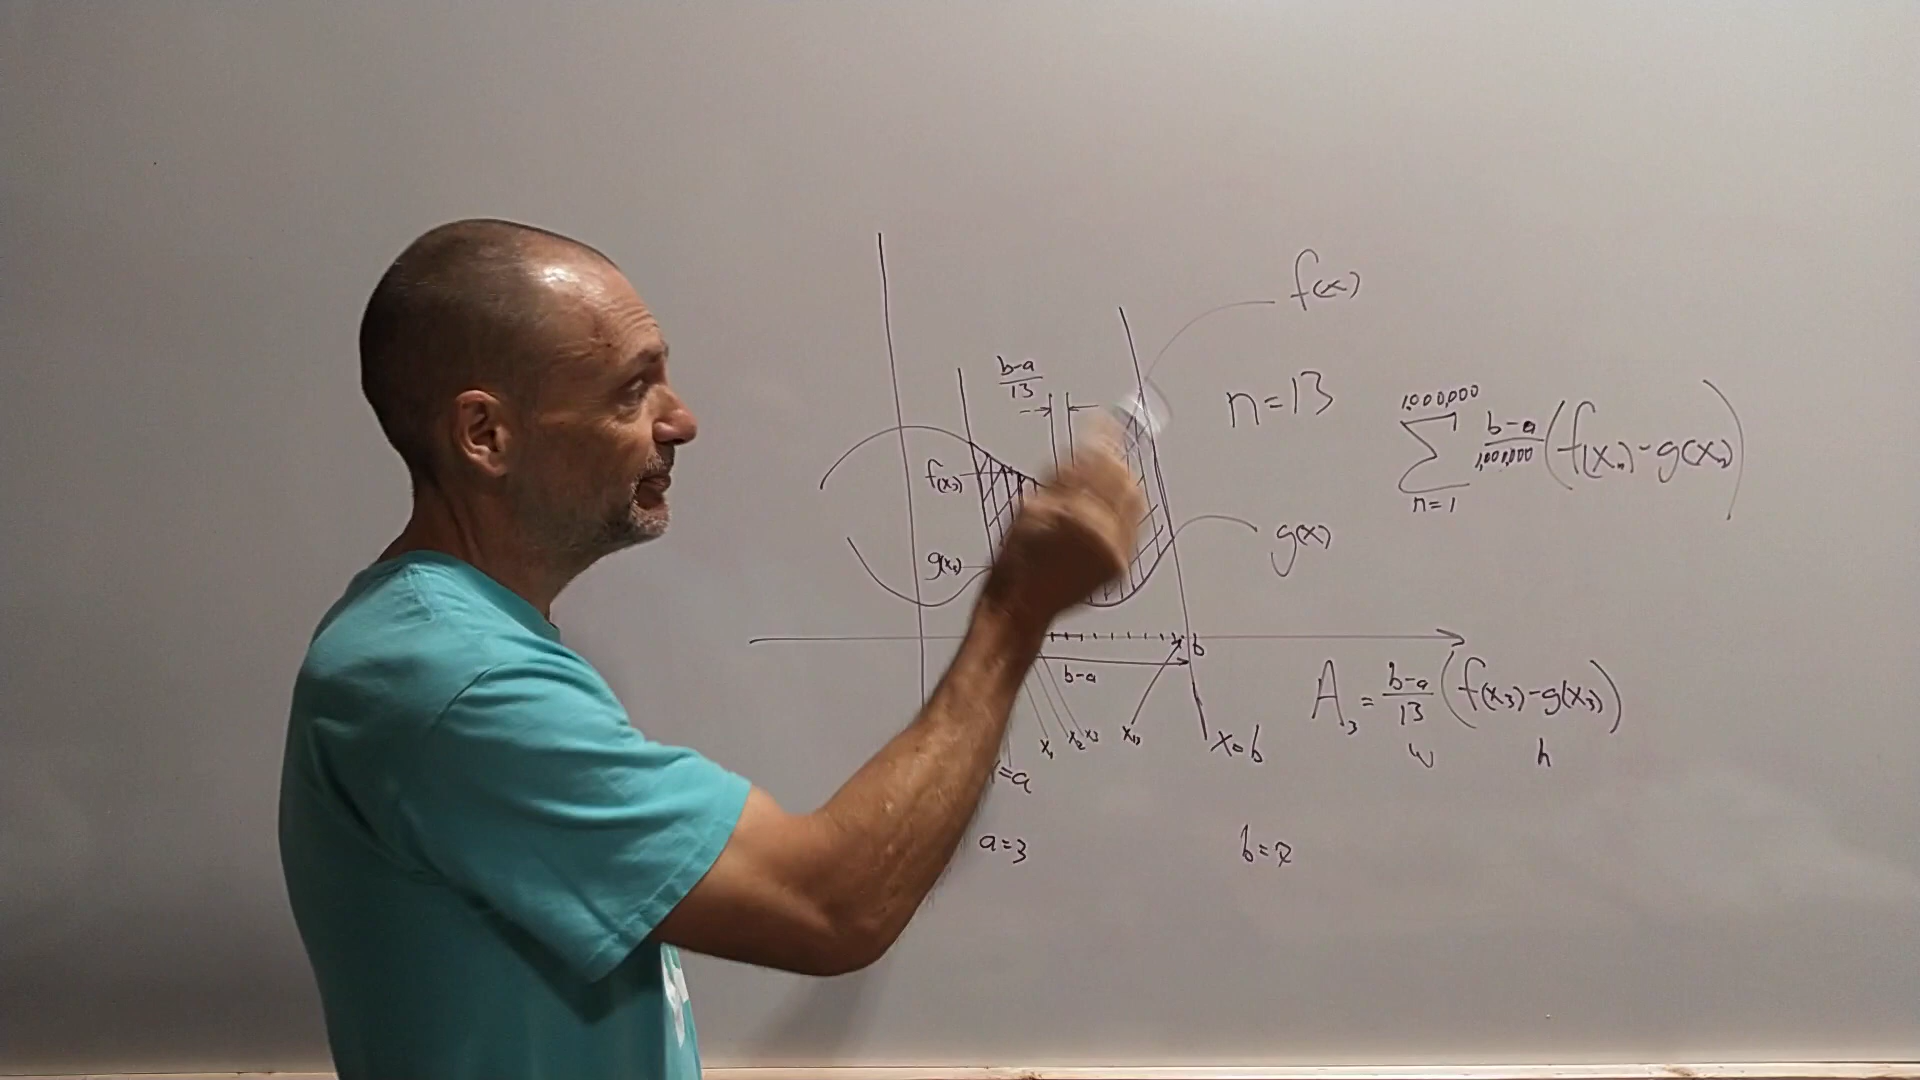 f(x)
b-a
13
n=13
1,000,000
∑ b-a/1,000,000 (f(xₙ)-g(xₙ))
n=1
f(x₃)
g(x₃)
g(x)
b
b-a
A₃ = b-a/13 (f(x₃)-g(x₃))
w h
x₁ x₂ x₃ x₁₃
x=b
=a
a=3